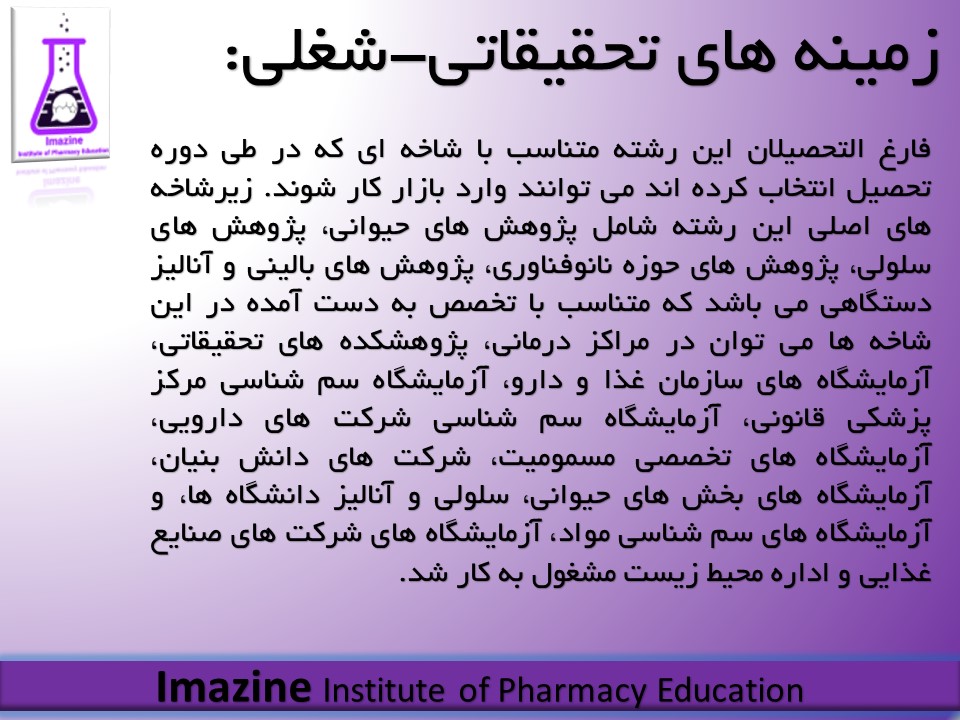 زمینه های تحقیقاتی-شغلی:
Imazine
Institute of Pharmacy Education
فارغ التحصیلان این رشته متناسب با شاخه ای که در طی دوره
تحصیل انتخاب کرده اند می توانند وارد بازار کار شوند. زیرشاخه
های اصلی این رشته شامل پژوهش های حیوانی، پژوهش های
سلولی، پژوهش های حوزه نانوفناوری، پژوهش های بالینی و آنالیز
دستگاهی می باشد که متناسب با تخصص به دست آمده در این
شاخه ها می توان در مراکز درمانی، پژوهشکده های تحقیقاتی،
آزمایشگاه های سازمان غذا و دارو، آزمایشگاه سم شناسی مرکز
پزشکی قانونی، آزمایشگاه سم شناسی شرکت های دارویی،
آزمایشگاه های تخصصی مسمومیت، شرکت های دانش بنیان،
آزمایشگاه های بخش های حیوانی، سلولی و آنالیز دانشگاه ها، و
آزمایشگاه های سم شناسی مواد، آزمایشگاه های شرکت های صنایع
غذایی و اداره محیط زیست مشغول به کار شد.
Imazine Institute of Pharmacy Education